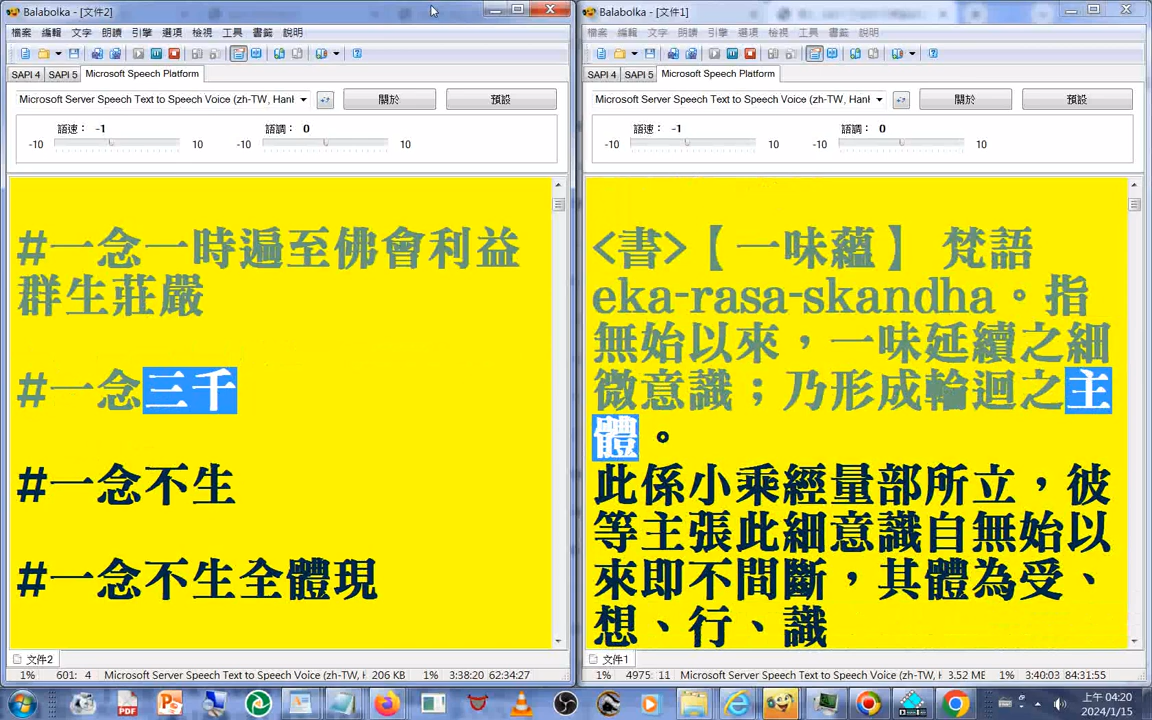 Balabolka - [文件2]
檔案 編輯 文字 朗讀 引擎 選項 檢視 工具 書籤 說明
SAPI 4 SAPI 5 Microsoft Speech Platform
Microsoft Server Speech Text to Speech Voice (zh-TW, Hanl 關於 預設
語速： -1 語調： 0
-10 10 -10 10
#一念一時遍至佛會利益
群生莊嚴
#一念三千
#一念不生
#一念不生全體現
文件2
1% 601: 4 Microsoft Server Speech Text to Speech Voice (zh-TW, H 206 KB 1% 3:38:20 62:34:27
Balabolka - [文件1]
檔案 編輯 文字 朗讀 引擎 選項 檢視 工具 書籤 說明
SAPI 4 SAPI 5 Microsoft Speech Platform
Microsoft Server Speech Text to Speech Voice (zh-TW, Hanl 關於 預設
語速： -1 語調： 0
-10 10 -10 10
<書>【一味蘊】 梵語
eka-rasa-skandha。指
無始以來，一味延續之細
微意識；乃形成輪迴之主
體。
此係小乘經量部所立，彼
等主張此細意識自無始以
來即不間斷，其體為受、
想、行、識
文件1
1% 4975: 11 Microsoft Server Speech Text to Speech Voice (zh-TW, H 3.52 MB 1% 3:40:03 84:31:55
PDF
上午 04:20
2024/1/15